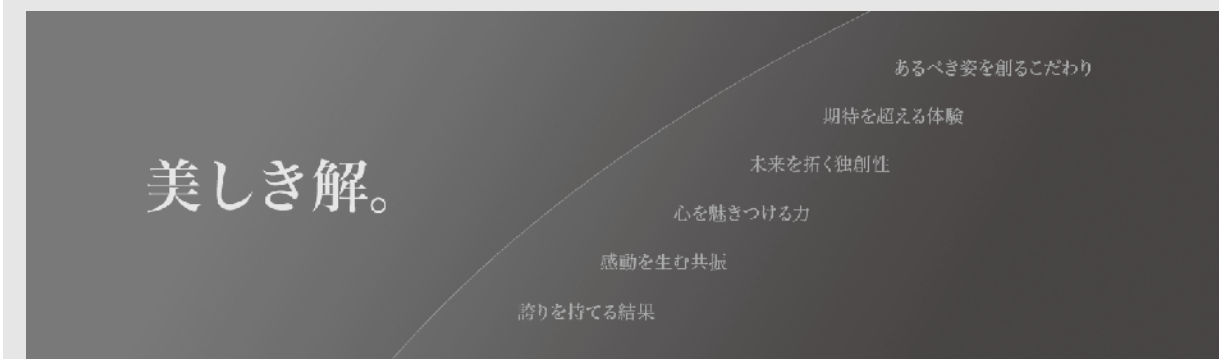 美しき解。
あるべき姿を創るこだわり
期待を超える体験
未来を拓く独創性
心を魅きつける力
感動を生む共振
誇りを持てる結果